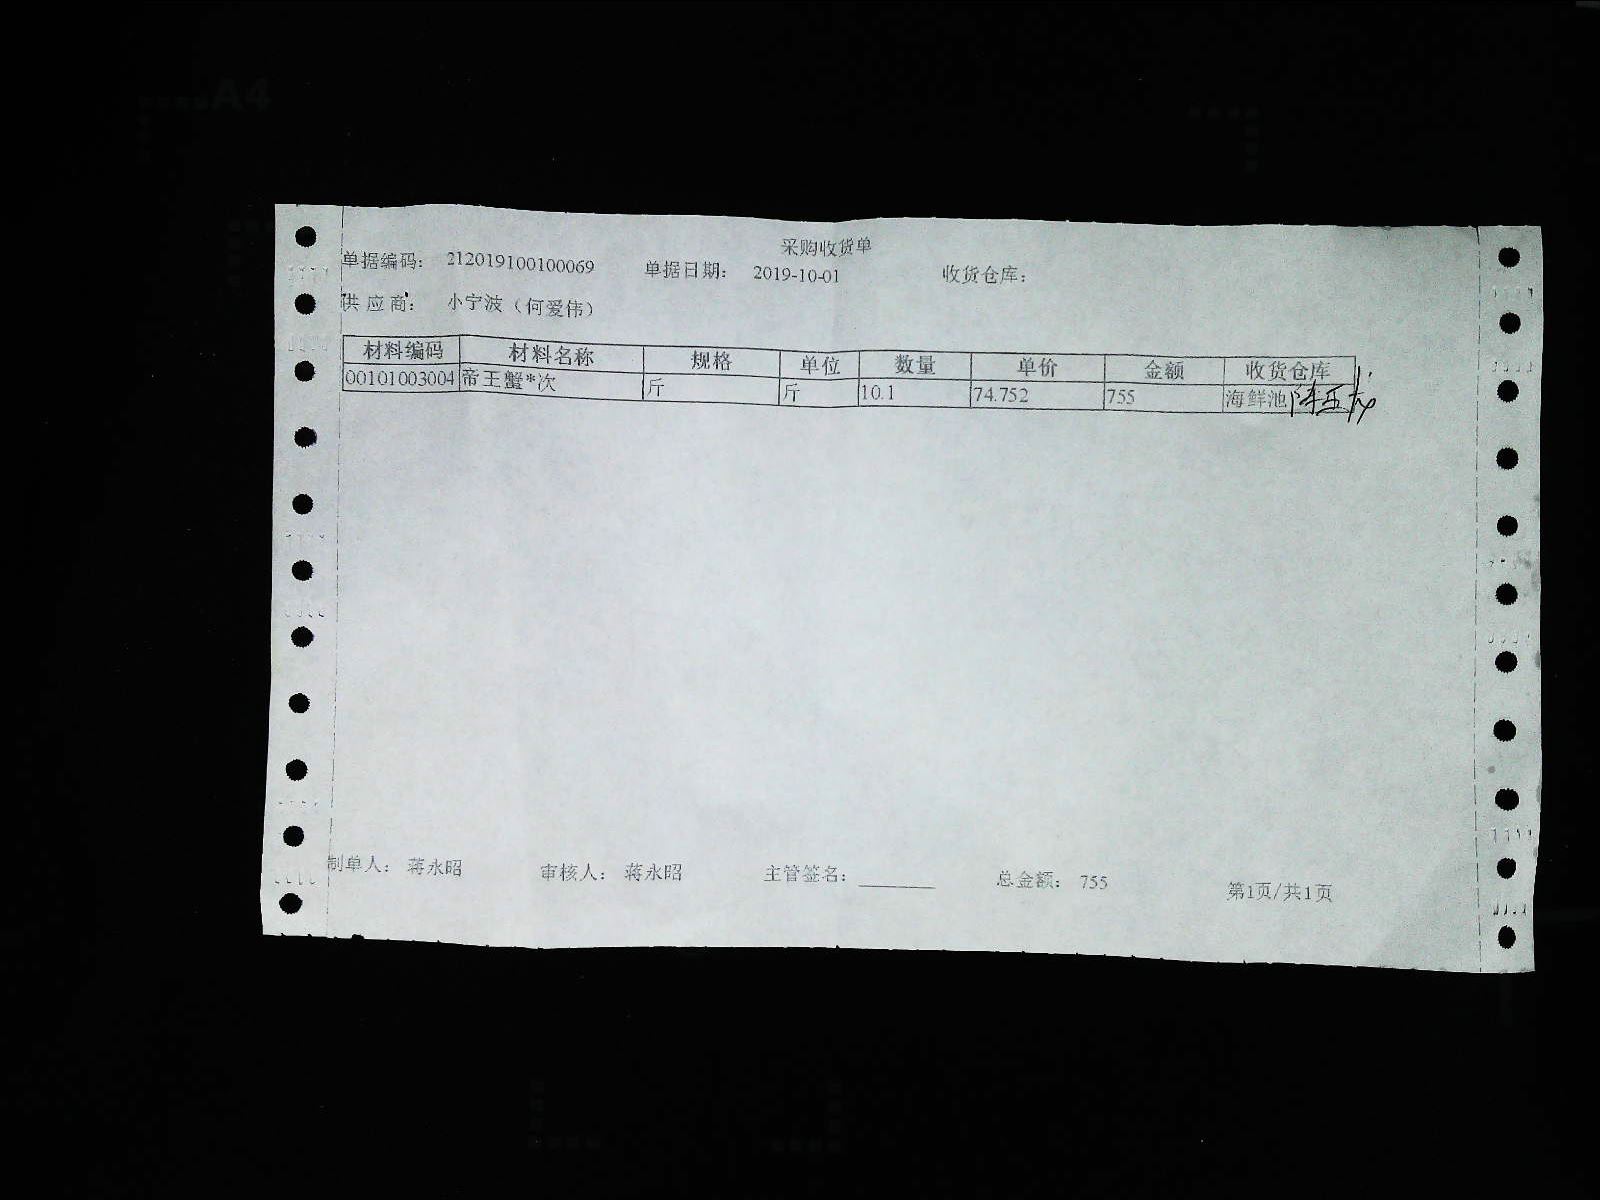 A4
采购收货单
单据编码: 212019100100069 单据日期: 2019-10-01 收货仓库:
供应商: 小宁波（何爱伟）
材料编码 材料名称 规格 单位 数量 单价 金额 收货仓库
00101003004 帝王蟹*次 斤 斤 10.1 74.752 755 海鲜池
制单人: 蒋永昭 审核人: 蒋永昭 主管签名: 总金额: 755 第1页/共1页